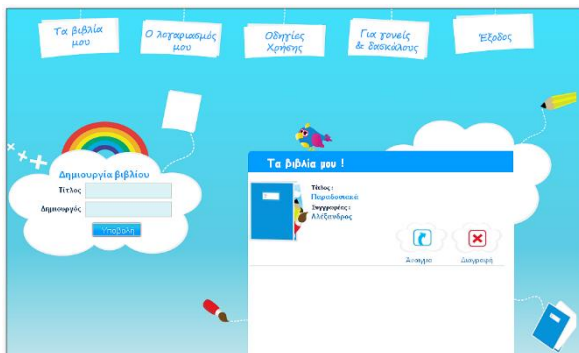 Τα βιβλία
μου
Ο λογαριασμός
μου
Οδηγίες
Χρήσης
Για γονείς
& δασκάλους
Έξοδος
Δημιουργία βιβλίου
Τίτλος
Δημιουργός
Υποβολή
Τα βιβλία μου !
Τίτλος :
Παραδοσιακά
Συγγραφέας :
Αλέξανδρος
Άνοιγμα
Διαγραφή